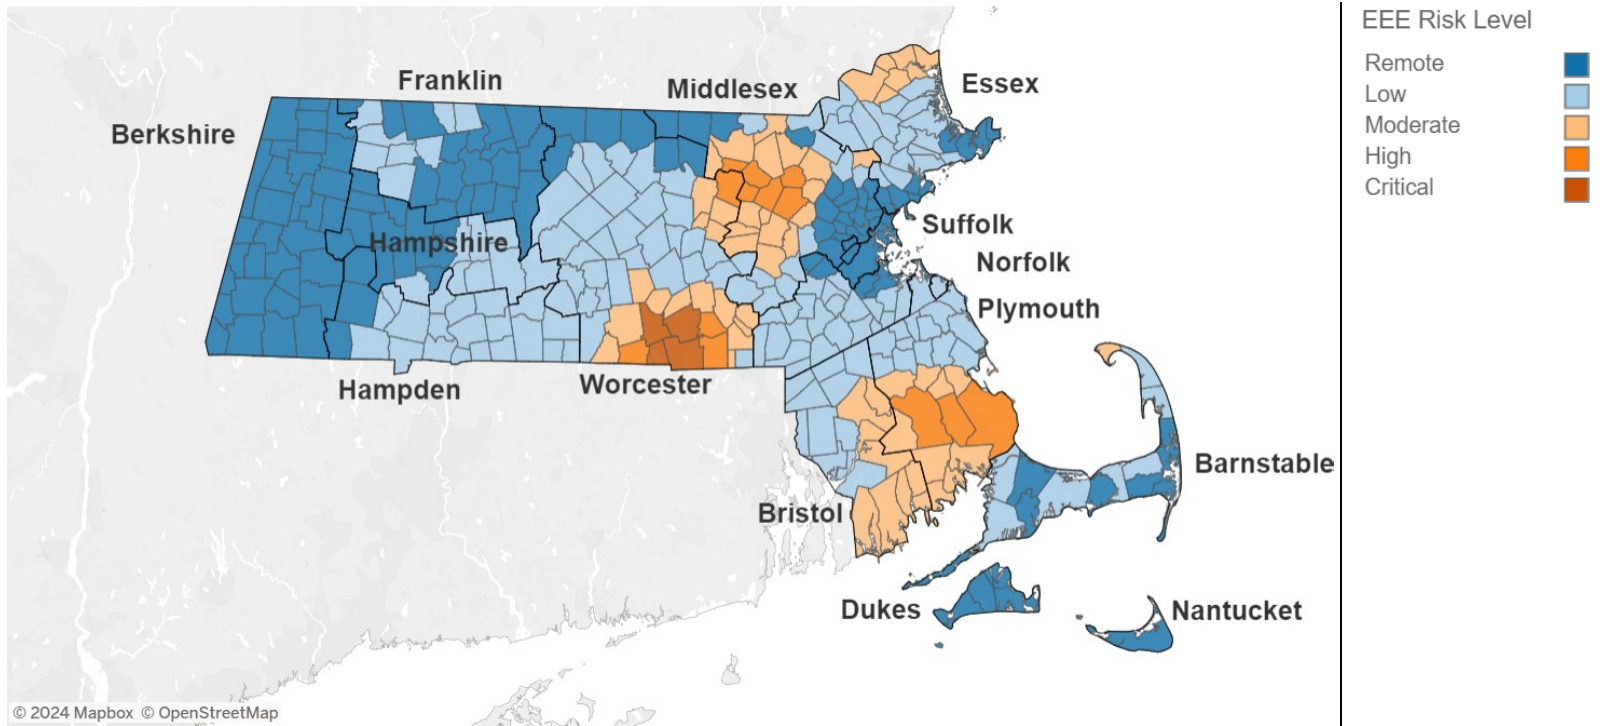 EEE Risk Level
Remote
Low
Moderate
High
Critical
Franklin
Middlesex
Essex
Berkshire
Suffolk
Hampshire
Norfolk
Plymouth
Hampden
Worcester
Barnstable
Bristol
Dukes
Nantucket
© 2024 Mapbox © OpenStreetMap